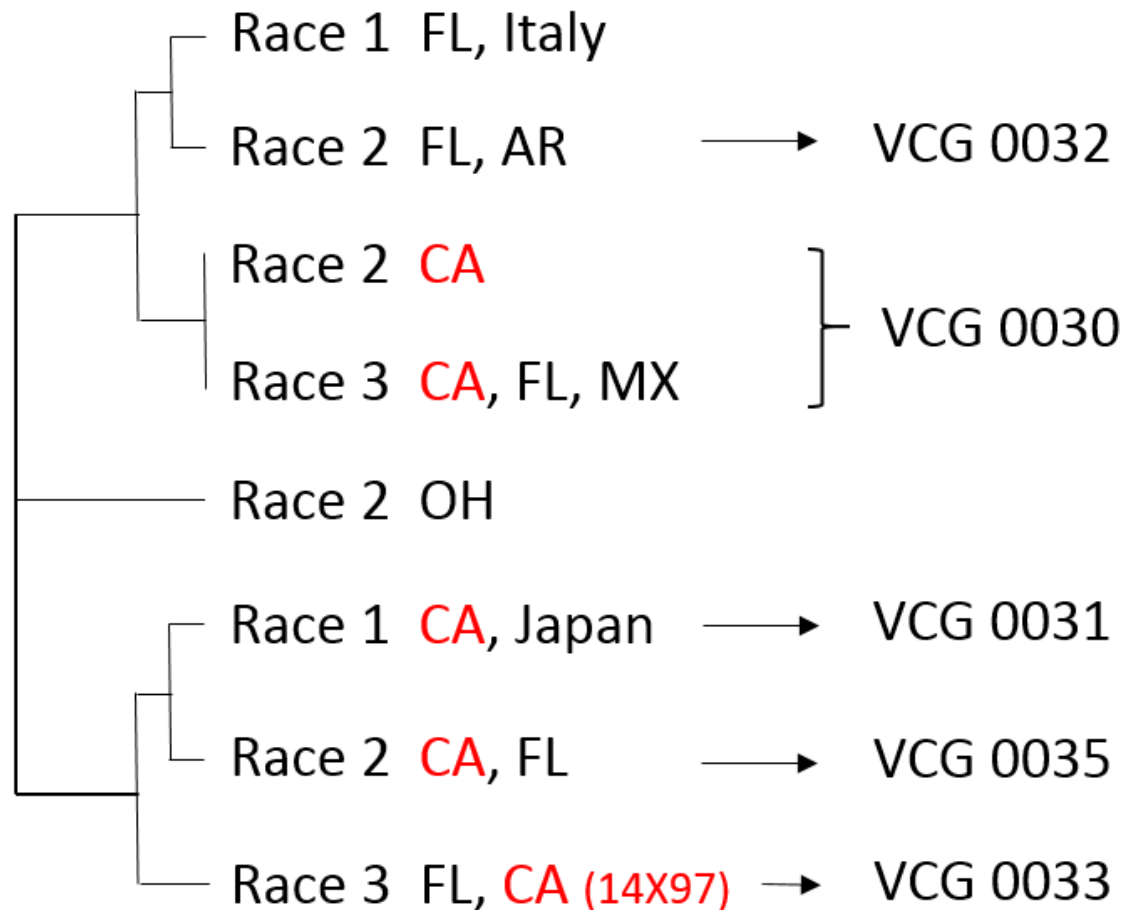 Race 1 FL, Italy
Race 2 FL, AR VCG 0032
Race 2 CA
VCG 0030
Race 3 CA, FL, MX
Race 2 OH
Race 1 CA, Japan VCG 0031
Race 2 CA, FL VCG 0035
Race 3 FL, CA (14X97) VCG 0033